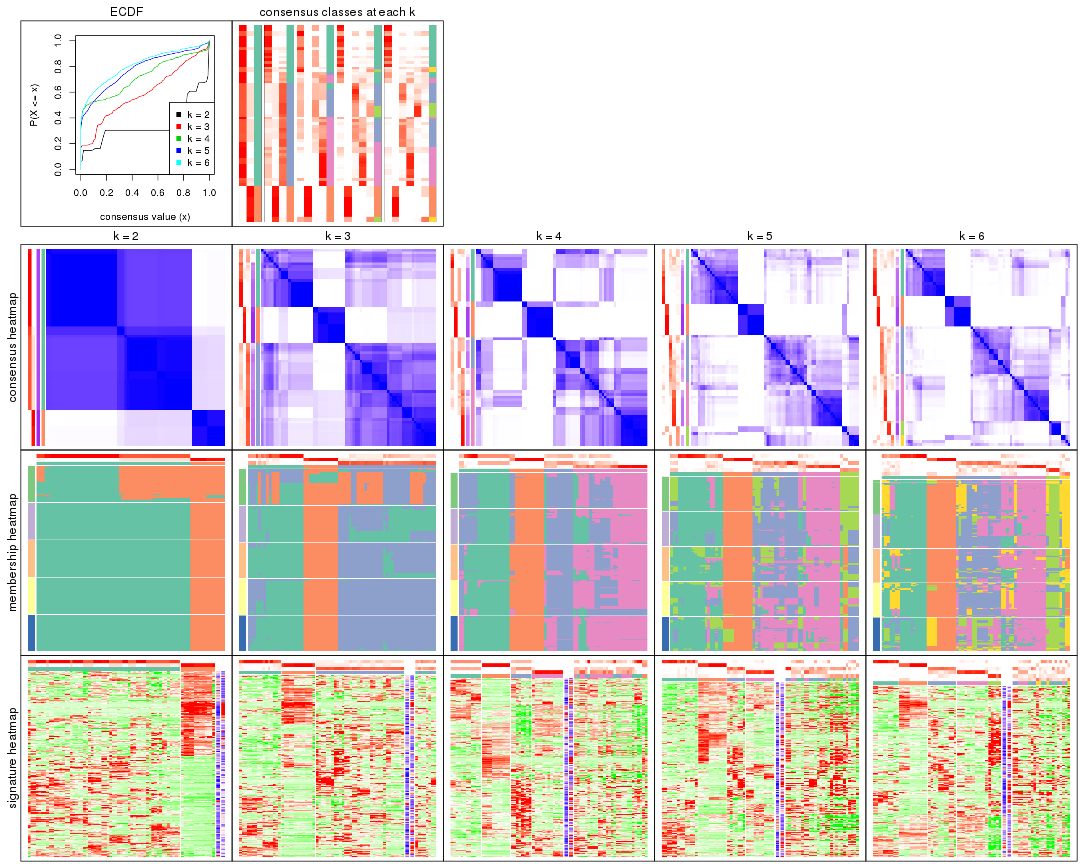 ECDF
consensus classes at each k
P(X <= x)
0.0 0.2 0.4 0.6 0.8 1.0
k = 2
k = 3
k = 4
k = 5
k = 6
0.0 0.2 0.4 0.6 0.8 1.0
consensus value (x)
k = 2
k = 3
k = 4
k = 5
k = 6
consensus heatmap
membership heatmap
signature heatmap